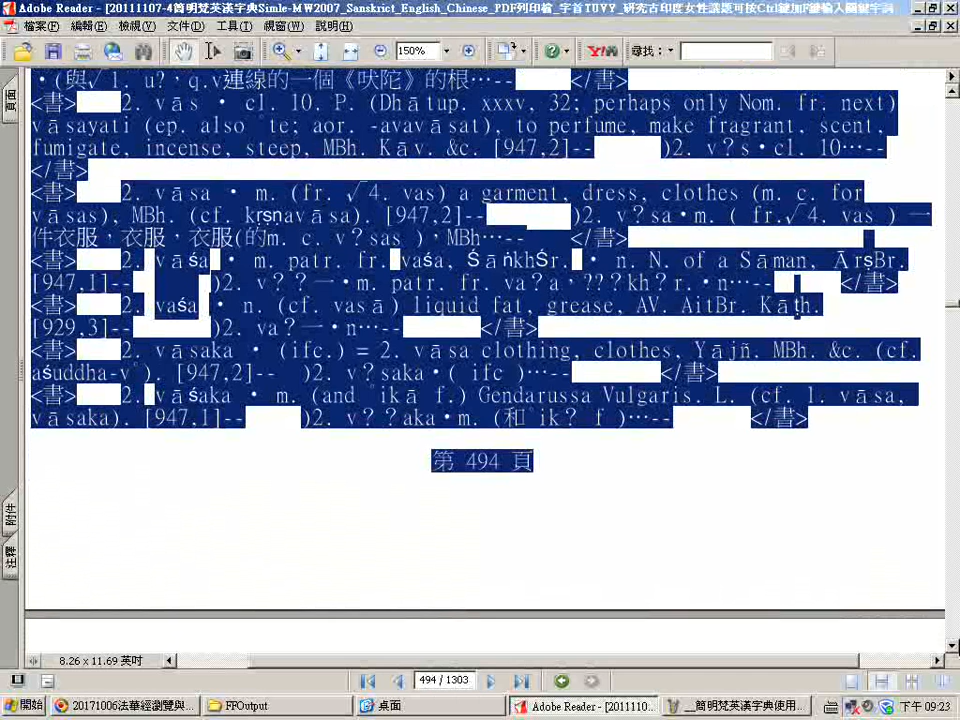 Adobe Reader - [20111107-4簡明梵英漢字典Simle-MW2007_Sanskrict_English_Chinese_PDF列印檔_字首TUVY_研究古印度女性議題可按Ctrl鍵加F鍵輸入關鍵字詞
檔案(F) 編輯(E) 檢視(V) 文件(D) 工具(T) 視窗(W) 說明(H)
150% Y! 尋找:
‧(與√1. u?,q.v連線的一個《吠陀》的根…--　</書>
<書> 2. vās ‧ cl. 10. P. (Dhātup. xxxv, 32; perhaps only Nom. fr. next)
vāsayati (ep. also °te; aor. -avavāsat), to perfume, make fragrant, scent,
fumigate, incense, steep, MBh. Kāv. &c. [947,2]-- )2. v?s‧cl. 10…--
</書>
<書> 2. vāsa ‧ m. (fr. √4. vas) a garment, dress, clothes (m. c. for
vāsas), MBh. (cf. kṛṣṇavāsa). [947,2]-- )2. v?sa‧m. ( fr.√4. vas ) 一
件衣服,衣服,衣服(的m. c. v?sas ),MBh…-- </書>
<書> 2. vāśa ‧ m. patr. fr. vaśa, ŚāṅkhŚr. ‧ n. N. of a Sāman, ĀrṣBr.
[947,1]-- )2. v??一‧m. patr. fr. va?a,???kh?r.‧n…-- </書>
<書> 2. vaśa ‧ n. (cf. vasā) liquid fat, grease, AV. AitBr. Kāṭh.
[929,3]-- )2. va?一‧n…-- </書>
<書> 2. vāsaka ‧ (ifc.) = 2. vāsa clothing, clothes, Yājñ. MBh. &c. (cf.
aśuddha-v°). [947,2]-- )2. v?saka‧( ifc )…-- </書>
<書> 2. vāśaka ‧ m. (and °ikā f.) Gendarussa Vulgaris. L. (cf. 1. vāsa,
vāsaka). [947,1]-- )2. v??aka‧m. (和°ik? f )…-- </書>
第 494 頁
頁面
附件
注釋
8.26 x 11.69 英吋
494 / 1303
開始 20171006法華經瀏覽與... FFOutput 桌面 Adobe Reader - [2011... __簡明梵英字典使用... 下午 09:23